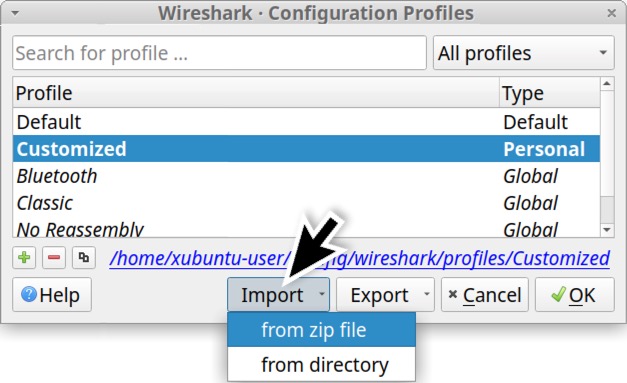 Wireshark · Configuration Profiles
Search for profile ...
All profiles
Profile Type
Default Default
Customized Personal
Bluetooth Global
Classic Global
No Reassembly Global
/home/xubuntu-user/ fig/wireshark/profiles/Customized
Help Import Export Cancel OK
from zip file
from directory